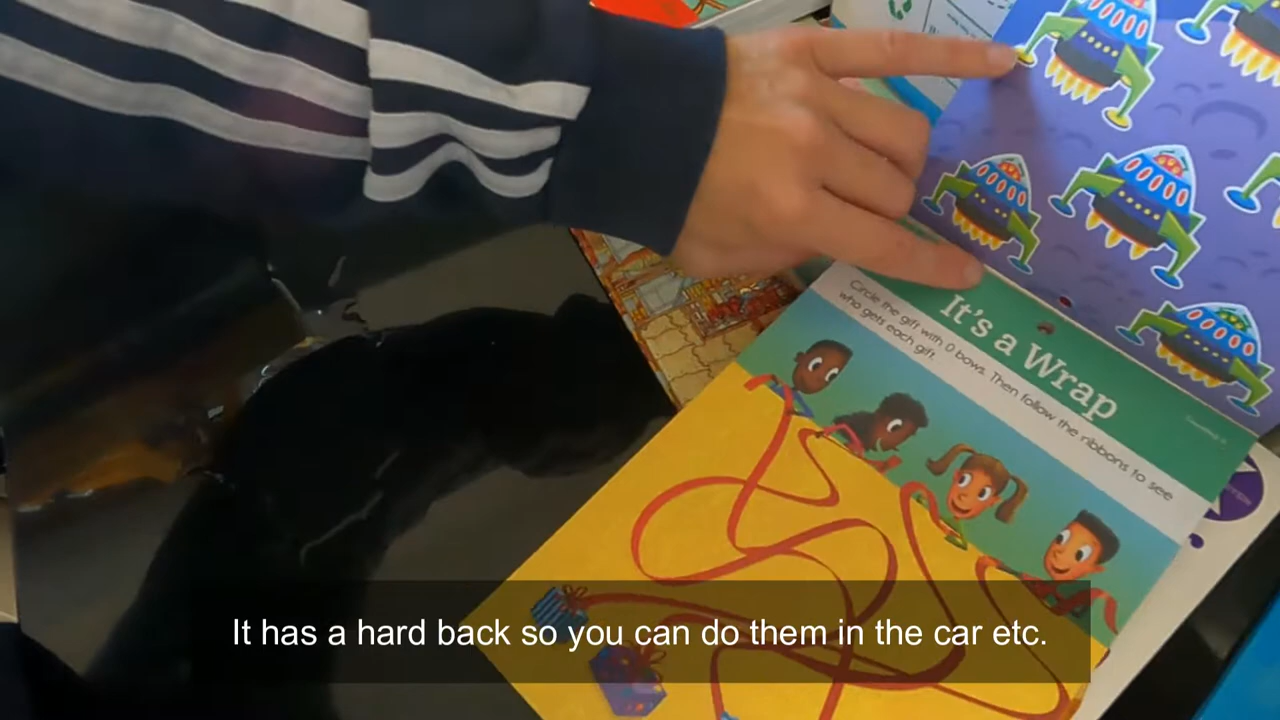 It's a Wrap
Circle the gift with 0 bows. Then follow the ribbons to see
who gets each gift.
It has a hard back so you can do them in the car etc.